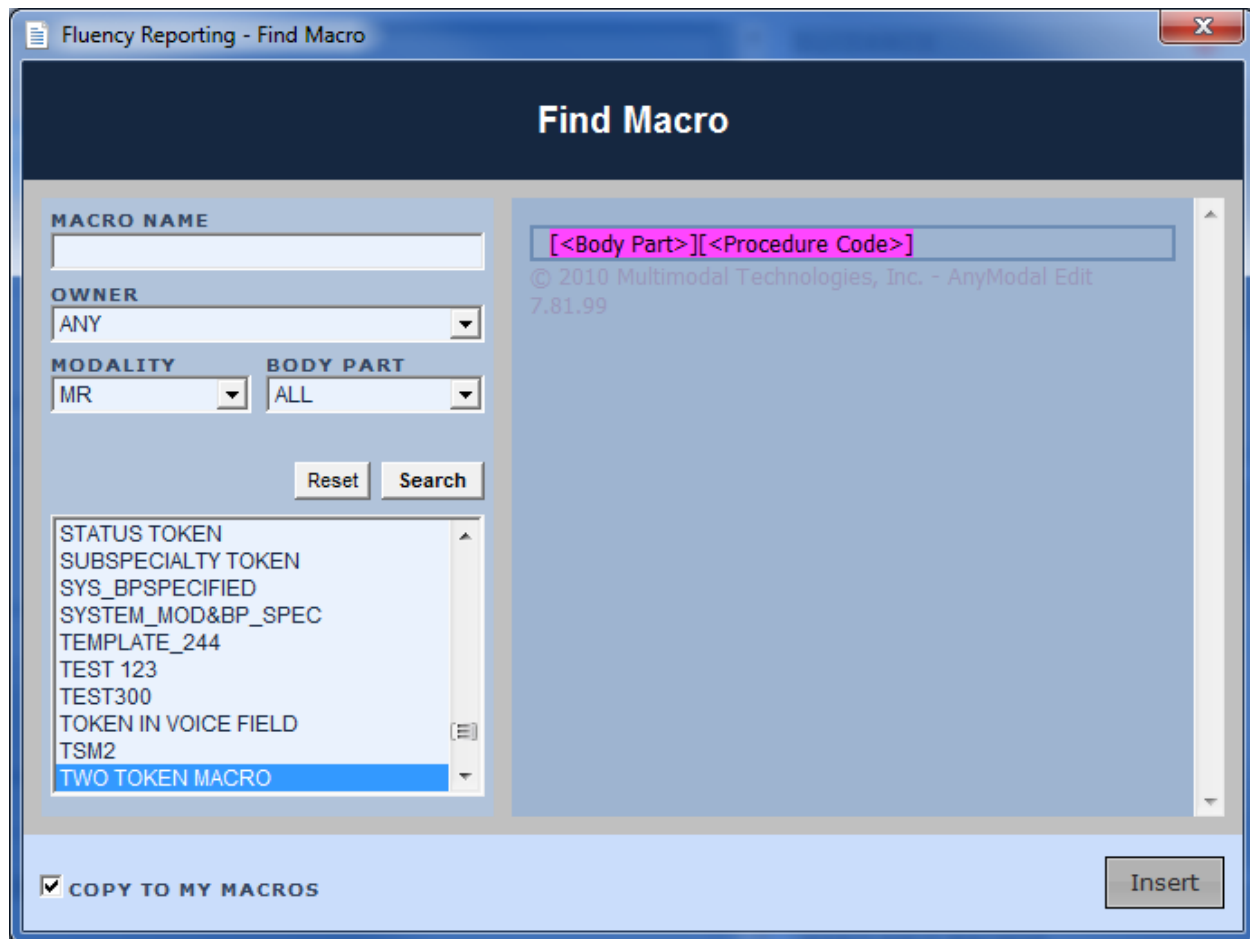 Fluency Reporting - Find Macro
X
Find Macro
MACRO NAME
OWNER
ANY
MODALITY
BODY PART
MR
ALL
Reset
Search
STATUS TOKEN
SUBSPECIALTY TOKEN
SYS_BPSPECIFIED
SYSTEM_MOD&BP_SPEC
TEMPLATE_244
TEST 123
TEST300
TOKEN IN VOICE FIELD
TSM2
TWO TOKEN MACRO
[<Body Part>][<Procedure Code>]
© 2010 Multimodal Technologies, Inc. - AnyModal Edit
7.81.99
COPY TO MY MACROS
Insert